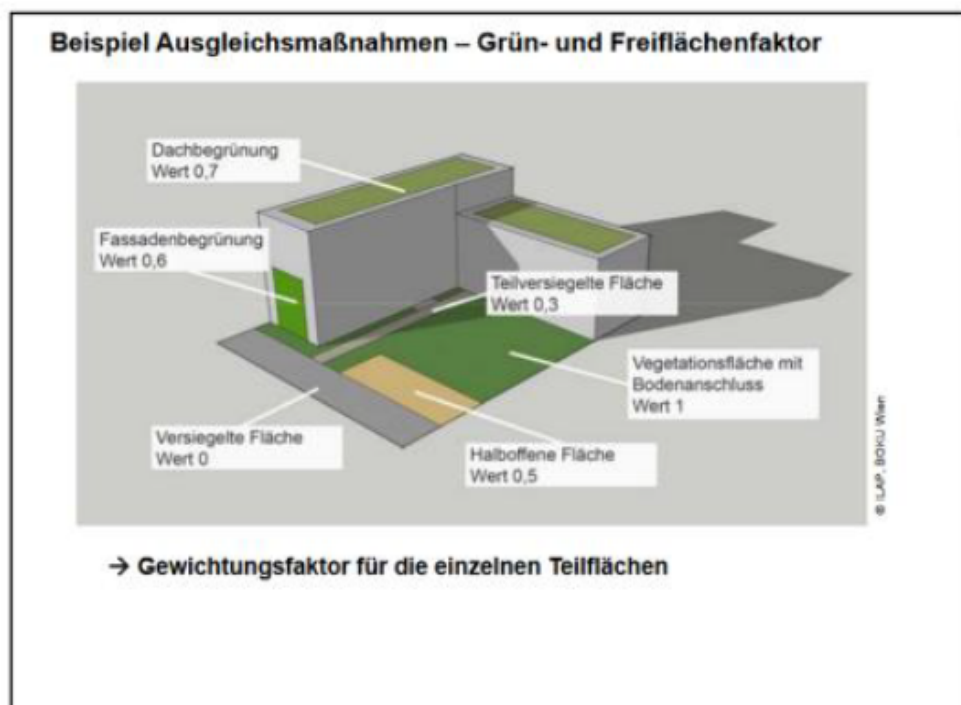 Beispiel Ausgleichsmaßnahmen – Grün- und Freiflächenfaktor
Dachbegrünung
Wert 0,7
Fassadenbegrünung
Wert 0,6
Teilversiegelte Fläche
Wert 0,3
Vegetationsfläche mit
Bodenanschluss
Wert 1
Versiegelte Fläche
Wert 0
Halboffene Fläche
Wert 0,5
© ILAP, BOKU Wien
→ Gewichtungsfaktor für die einzelnen Teilflächen